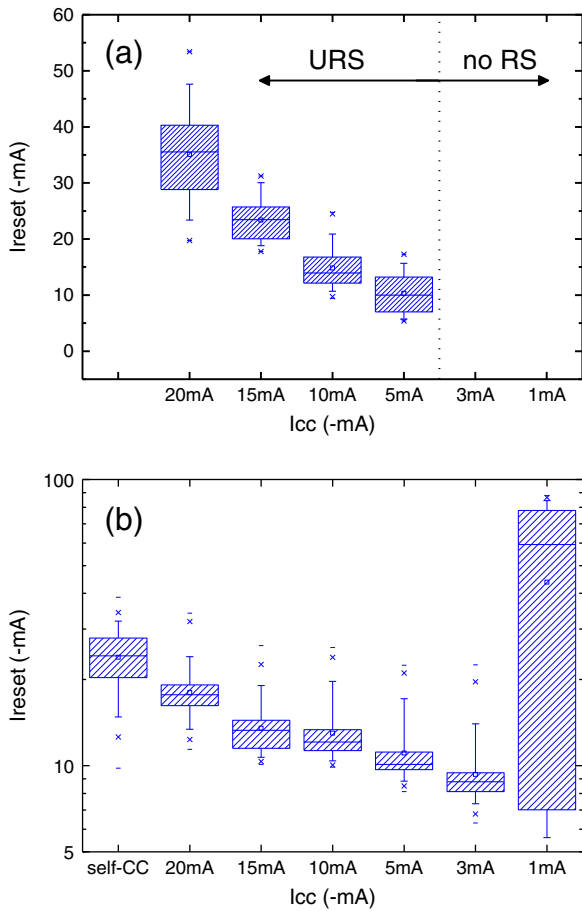 60
(a)
URS
no RS
50
40
30
20
10
0
Ireset (-mA)
20mA 15mA 10mA 5mA 3mA 1mA
Icc (-mA)
100
(b)
10
5
Ireset (-mA)
self-CC 20mA 15mA 10mA 5mA 3mA 1mA
Icc (-mA)